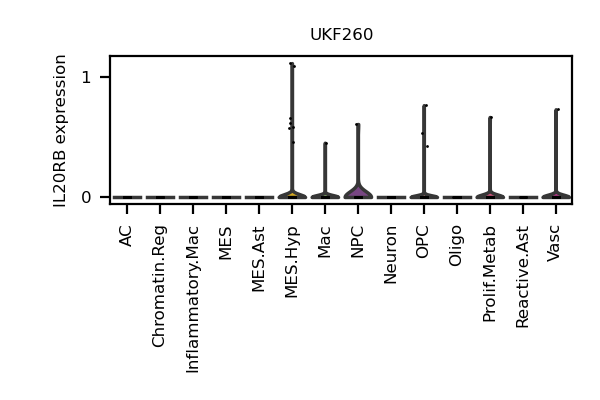 UKF260
IL20RB expression
1
0
AC
Chromatin.Reg
Inflammatory.Mac
MES
MES.Ast
MES.Hyp
Mac
NPC
Neuron
OPC
Oligo
Prolif.Metab
Reactive.Ast
Vasc